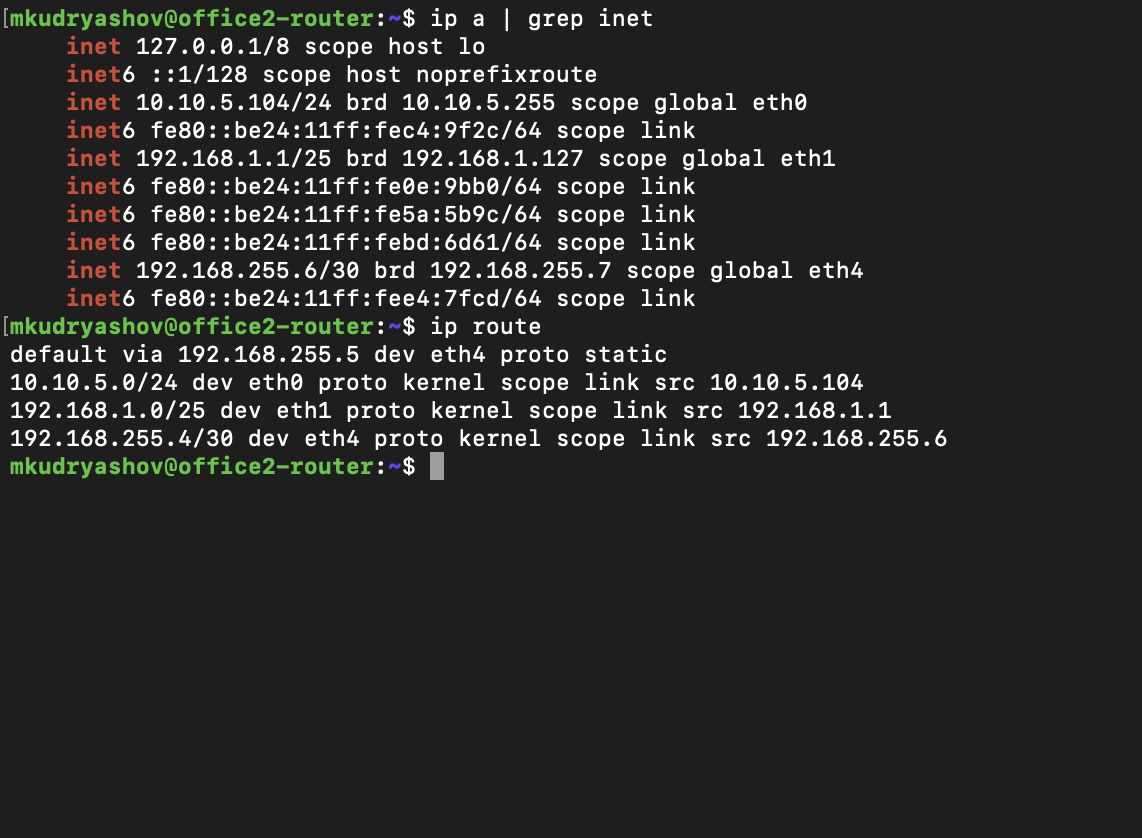 [mkudryashov@office2-router:~$ ip a | grep inet
inet 127.0.0.1/8 scope host lo
inet6 ::1/128 scope host noprefixroute
inet 10.10.5.104/24 brd 10.10.5.255 scope global eth0
inet6 fe80::be24:11ff:fec4:9f2c/64 scope link
inet 192.168.1.1/25 brd 192.168.1.127 scope global eth1
inet6 fe80::be24:11ff:fe0e:9bb0/64 scope link
inet6 fe80::be24:11ff:fe5a:5b9c/64 scope link
inet6 fe80::be24:11ff:febd:6d61/64 scope link
inet 192.168.255.6/30 brd 192.168.255.7 scope global eth4
inet6 fe80::be24:11ff:fee4:7fcd/64 scope link
[mkudryashov@office2-router:~$ ip route
default via 192.168.255.5 dev eth4 proto static
10.10.5.0/24 dev eth0 proto kernel scope link src 10.10.5.104
192.168.1.0/25 dev eth1 proto kernel scope link src 192.168.1.1
192.168.255.4/30 dev eth4 proto kernel scope link src 192.168.255.6
mkudryashov@office2-router:~$